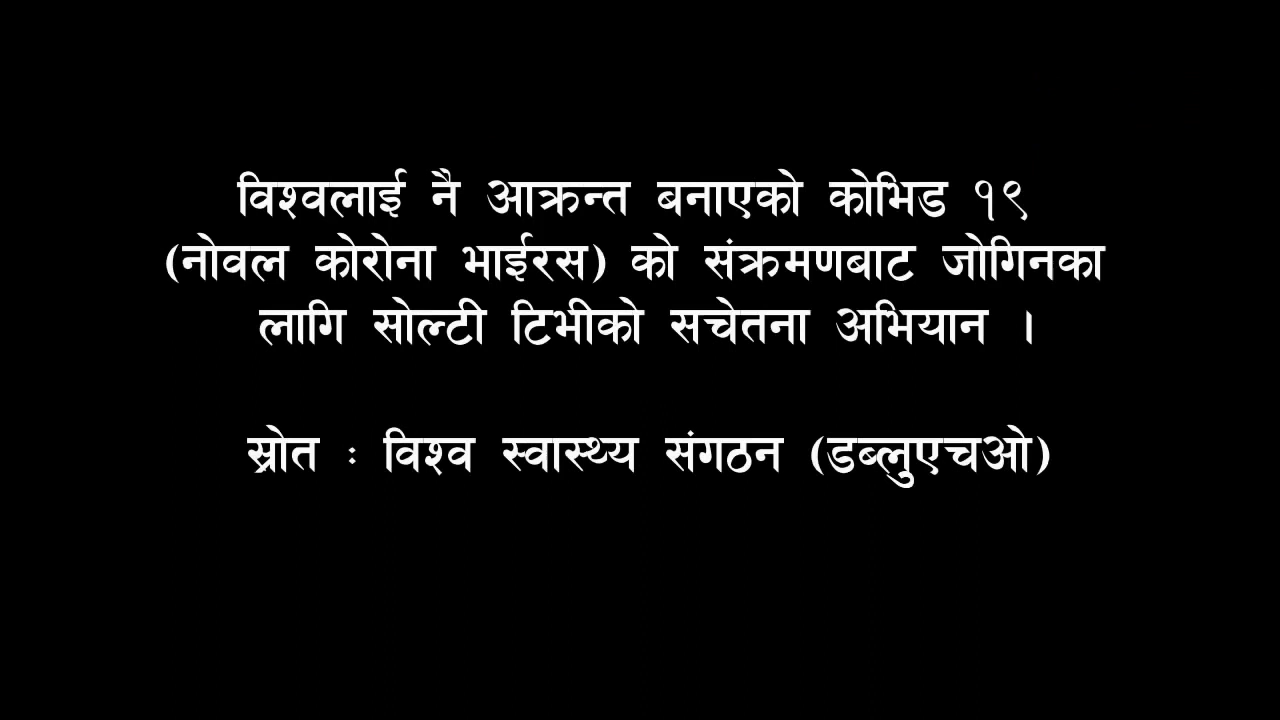 विश्वलाई नै आक्रन्त बनाएको कोभिड १९
(नोवल कोरोना भाईरस) को संक्रमणबाट जोगिनका
लागि सोल्टी टिभीको सचेतना अभियान ।
स्रोत : विश्व स्वास्थ्य संगठन (डब्लुएचओ)